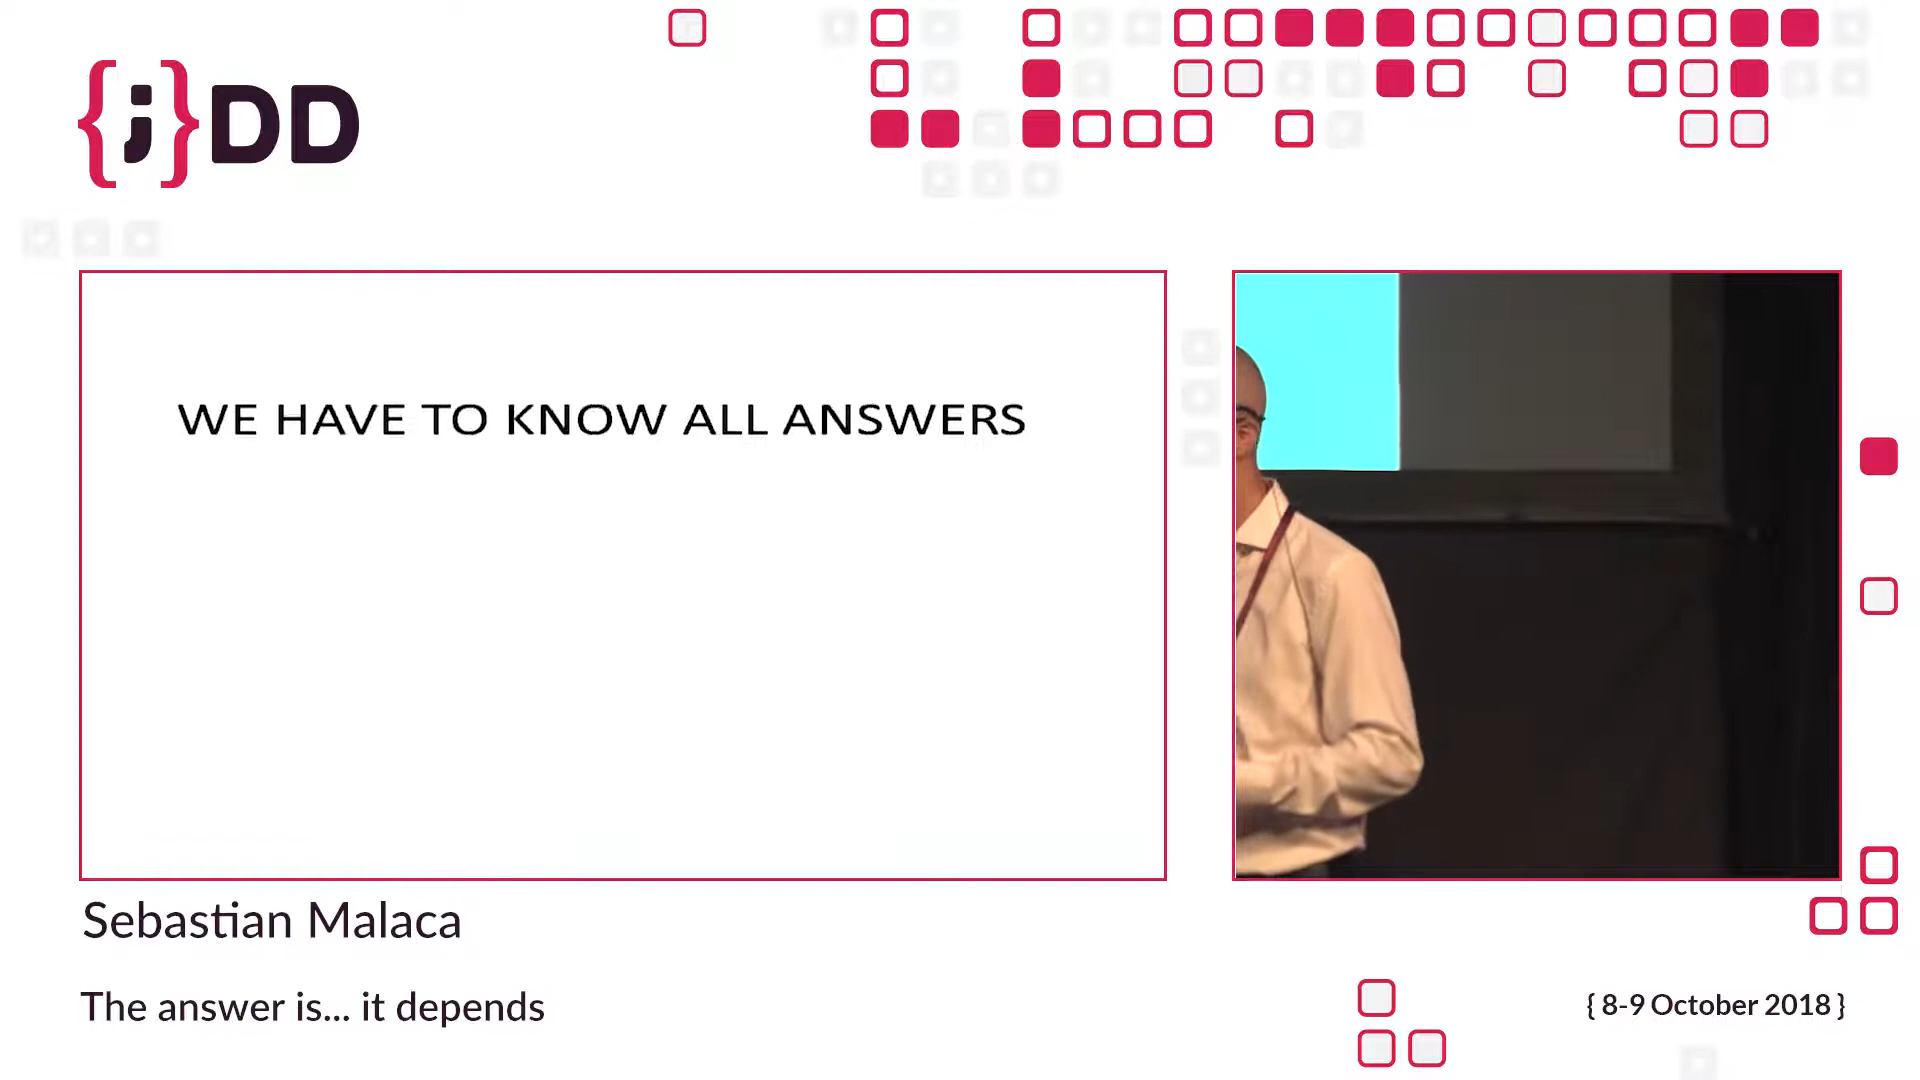 {j}DD
WE HAVE TO KNOW ALL ANSWERS
Sebastian Malaca
The answer is... it depends
{ 8-9 October 2018 }